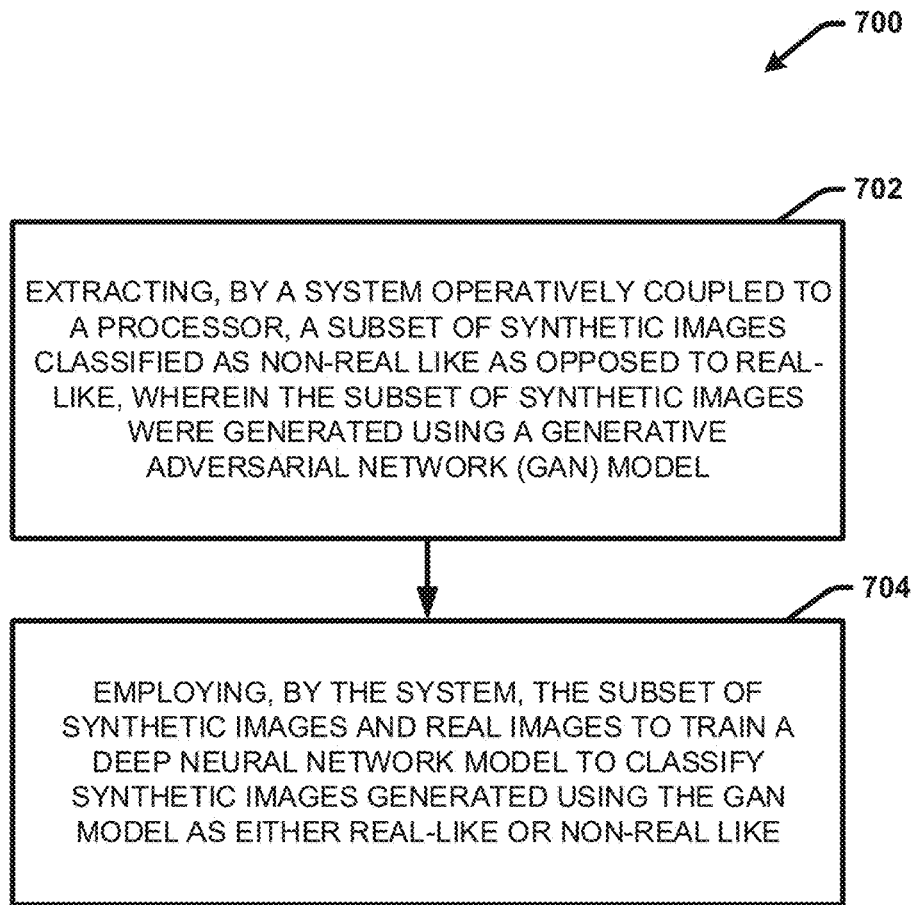 700
702
EXTRACTING, BY A SYSTEM OPERATIVELY COUPLED TO
A PROCESSOR, A SUBSET OF SYNTHETIC IMAGES
CLASSIFIED AS NON-REAL LIKE AS OPPOSED TO REAL-
LIKE, WHEREIN THE SUBSET OF SYNTHETIC IMAGES
WERE GENERATED USING A GENERATIVE
ADVERSARIAL NETWORK (GAN) MODEL
704
EMPLOYING, BY THE SYSTEM, THE SUBSET OF
SYNTHETIC IMAGES AND REAL IMAGES TO TRAIN A
DEEP NEURAL NETWORK MODEL TO CLASSIFY
SYNTHETIC IMAGES GENERATED USING THE GAN
MODEL AS EITHER REAL-LIKE OR NON-REAL LIKE